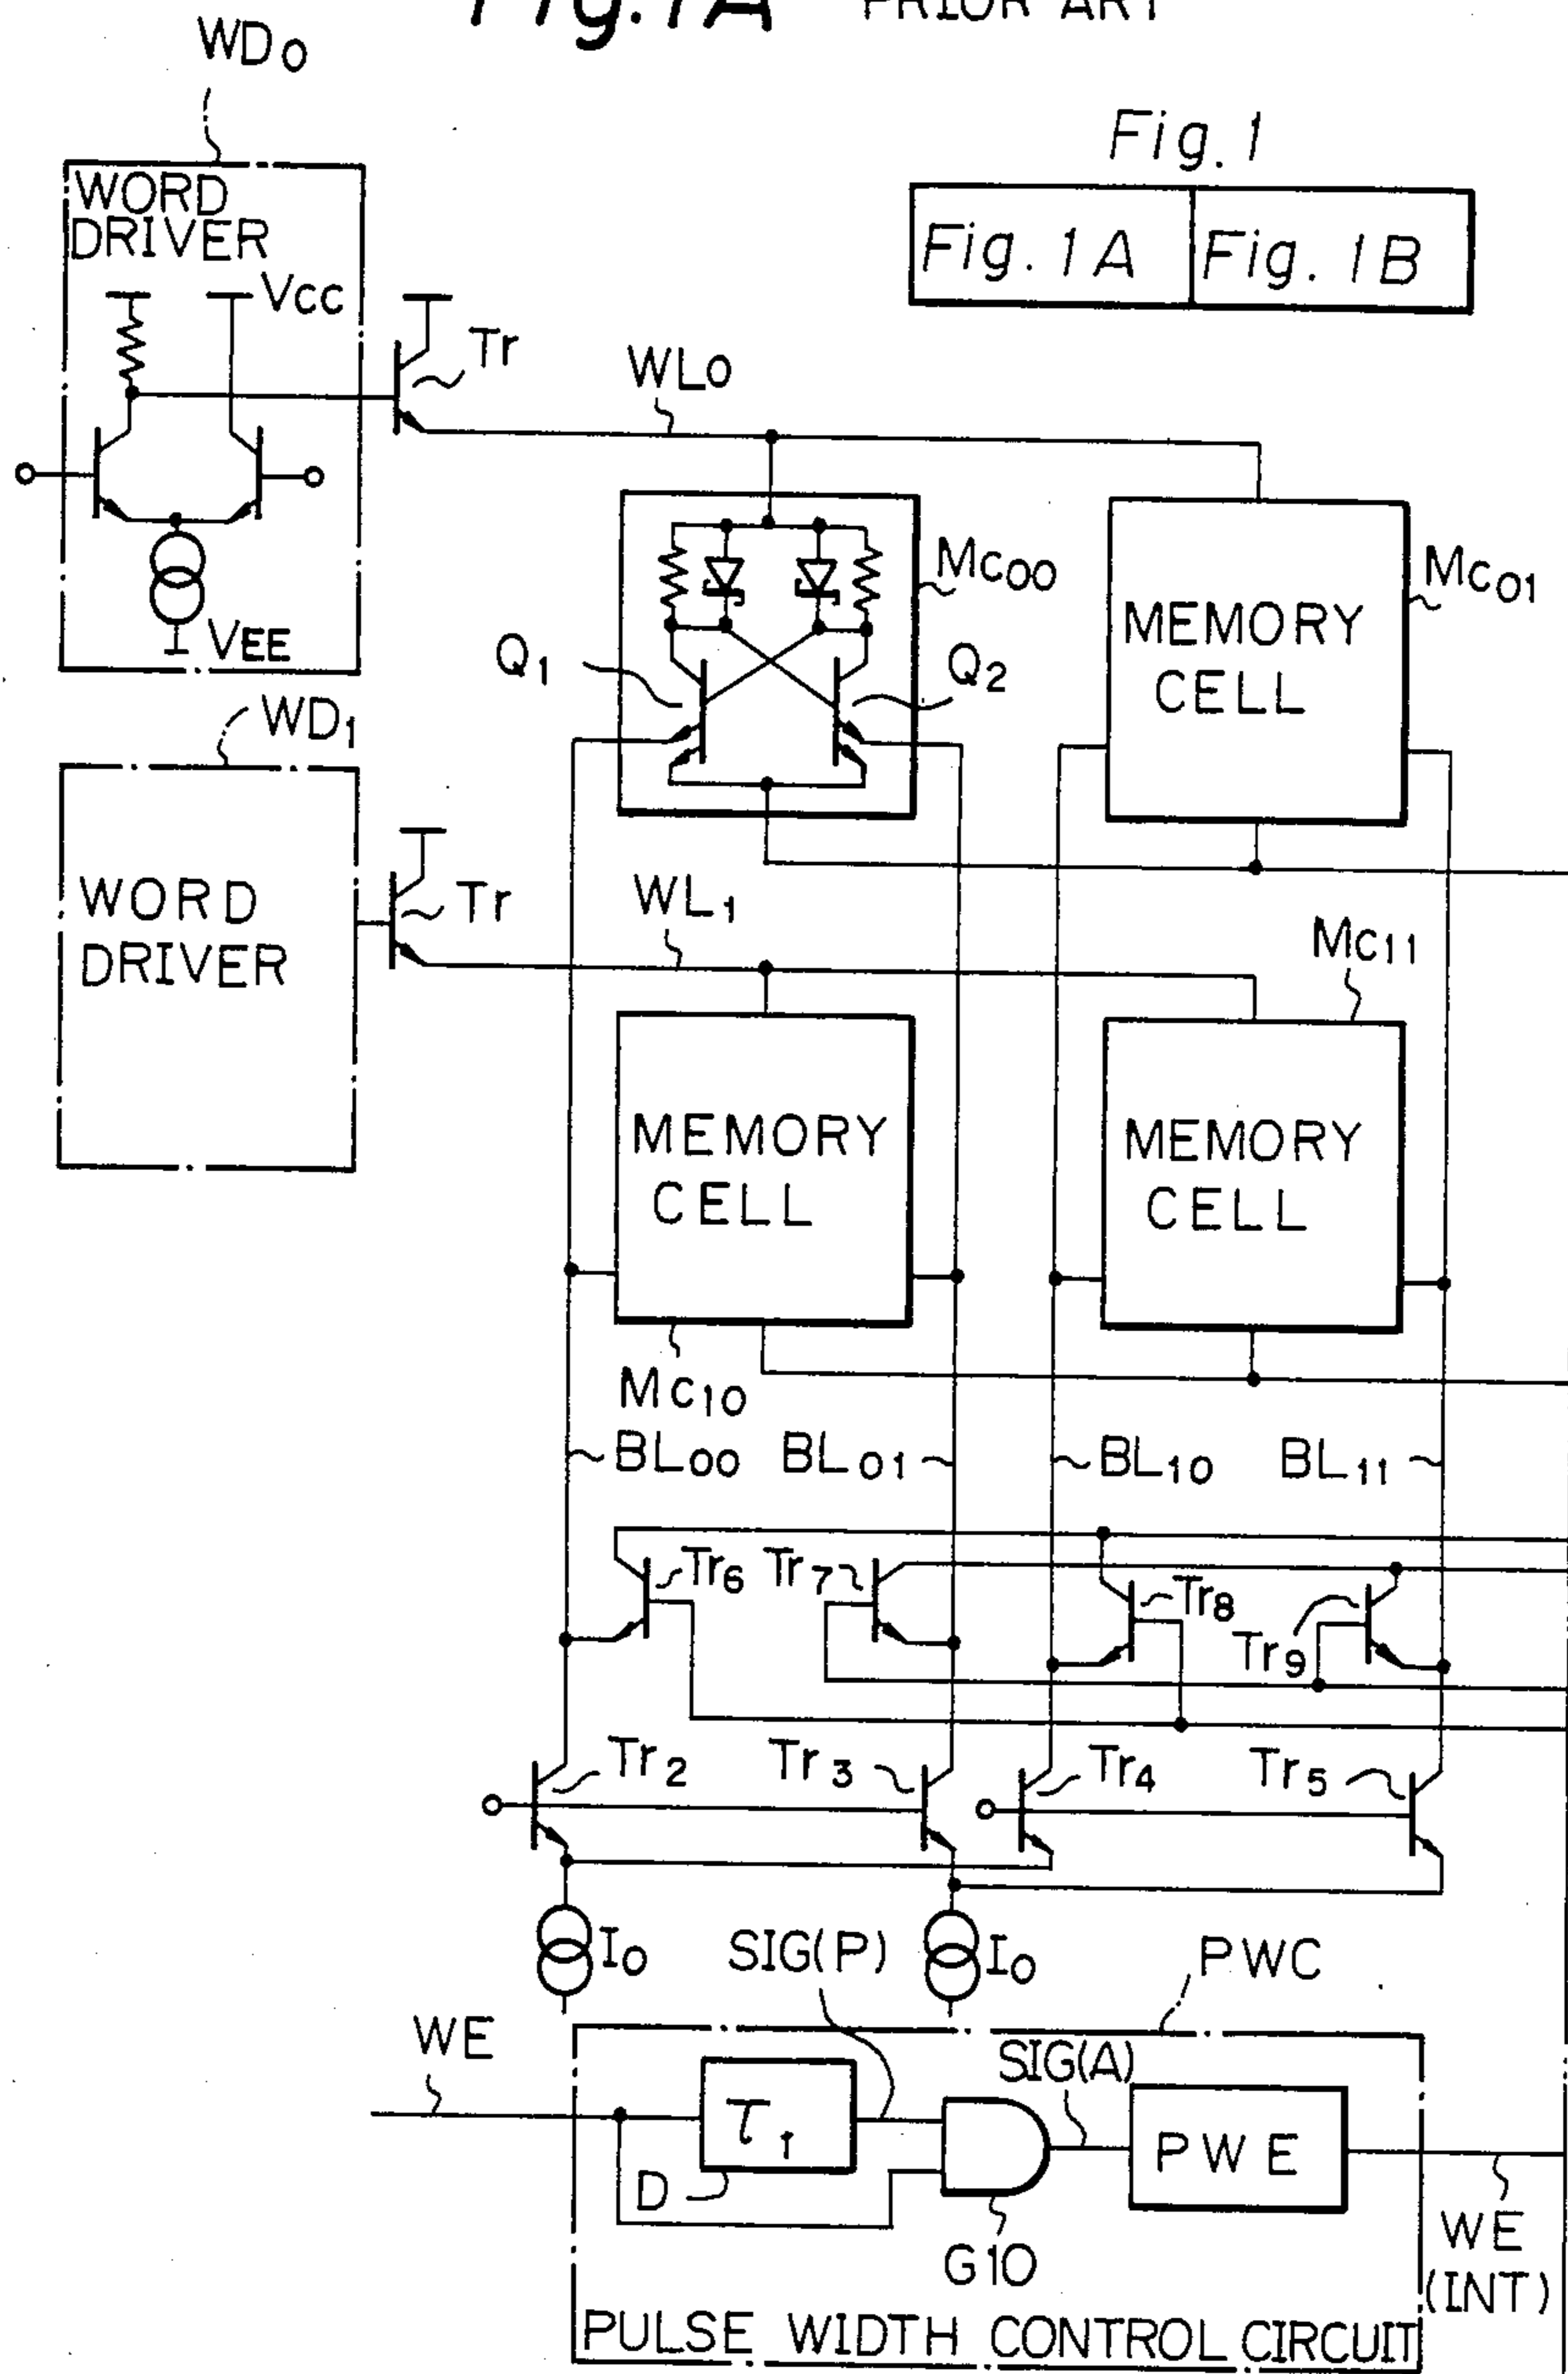 Fig. 1A PRIOR ART
WD0
Fig. 1
Fig. 1A Fig. 1B
WORD
DRIVER
Vcc
Tr
WL0
VEE
Mc00
Mc01
Q1
Q2
MEMORY
CELL
WD1
WORD
DRIVER
Tr
WL1
Mc11
MEMORY
CELL
MEMORY
CELL
Mc10
BL00 BL01 BL10 BL11
Tr6 Tr7 Tr8
Tr9
Tr2 Tr3 Tr4 Tr5
I0 SIG(P) I0 PWC
WE
SIG(A)
τ1
PWE
D
G10
WE
(INT)
PULSE WIDTH CONTROL CIRCUIT